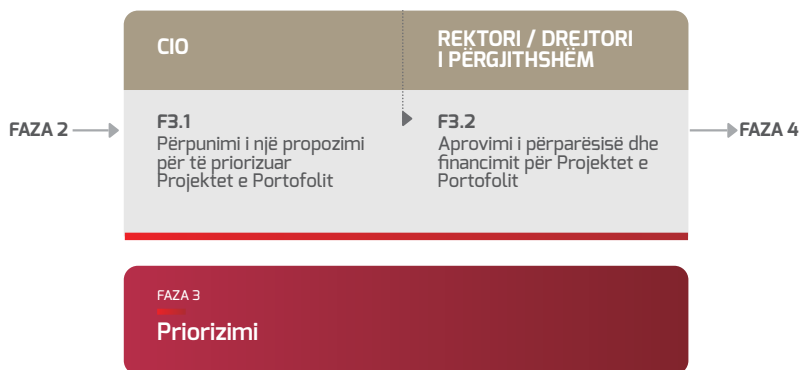 CIO
REKTORI / DREJTORI
I PËRGJITHSHËM
FAZA 2
F3.1
Përpunimi i një propozimi
për të priorizuar
Projektet e Portofolit
F3.2
Aprovimi i përparësisë dhe
financimit për Projektet e
Portofolit
FAZA 4
FAZA 3
Priorizimi